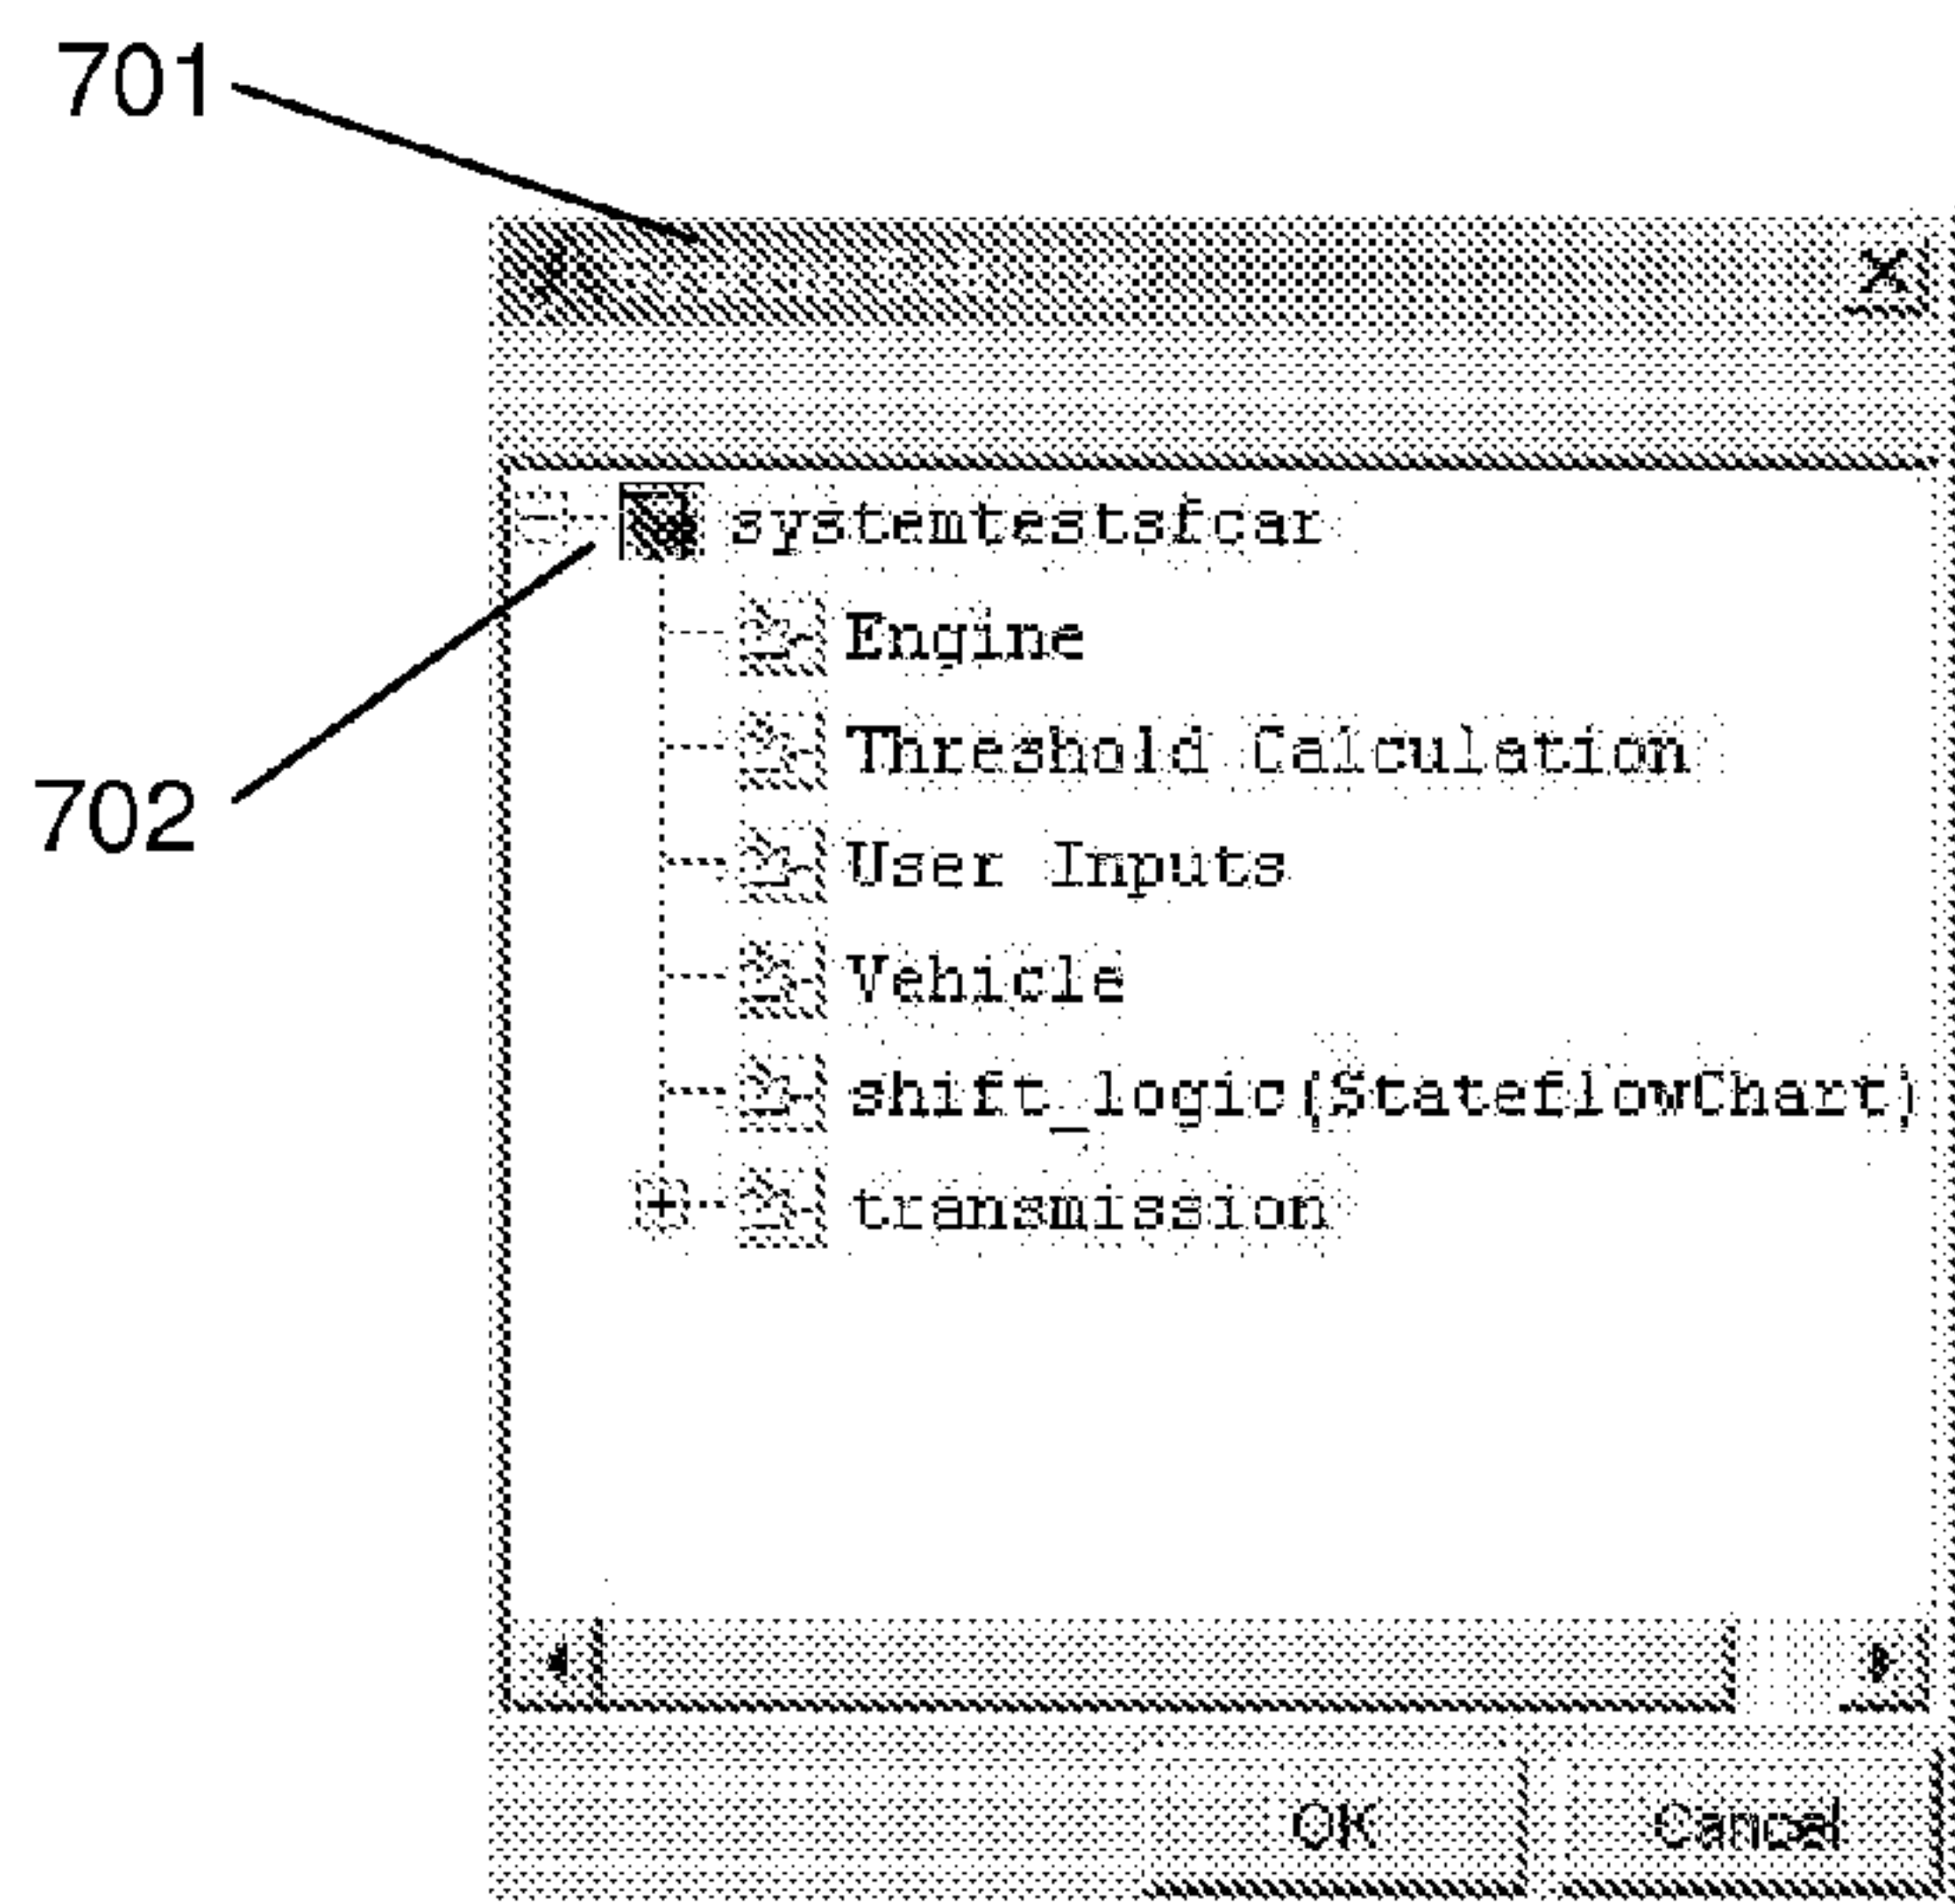 701
systemtestsfcar
Engine
702
Threshold Calculation
User Inputs
Vehicle
shift_logic(StateflowChart)
transmission
OK
Cancel